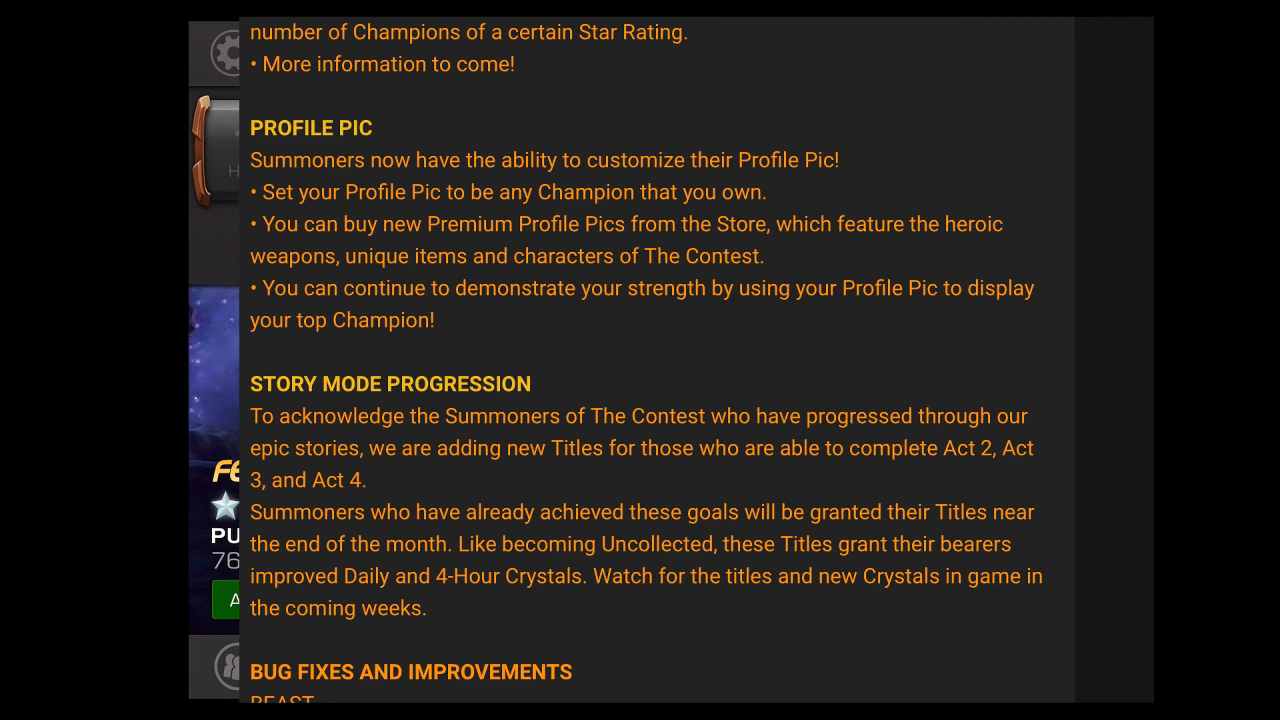 number of Champions of a certain Star Rating.
• More information to come!
PROFILE PIC
Summoners now have the ability to customize their Profile Pic!
• Set your Profile Pic to be any Champion that you own.
• You can buy new Premium Profile Pics from the Store, which feature the heroic
weapons, unique items and characters of The Contest.
• You can continue to demonstrate your strength by using your Profile Pic to display
your top Champion!
STORY MODE PROGRESSION
To acknowledge the Summoners of The Contest who have progressed through our
epic stories, we are adding new Titles for those who are able to complete Act 2, Act
3, and Act 4.
Summoners who have already achieved these goals will be granted their Titles near
the end of the month. Like becoming Uncollected, these Titles grant their bearers
improved Daily and 4-Hour Crystals. Watch for the titles and new Crystals in game in
the coming weeks.
BUG FIXES AND IMPROVEMENTS
BEAST
H
FE
PU
76
A